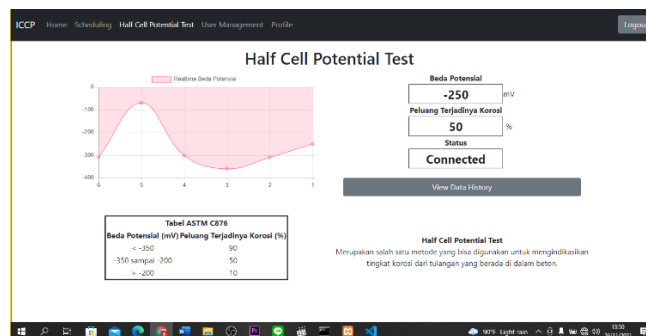 ICCP Home Scheduling Half Cell Potential Test User Management Profile Logout
Half Cell Potential Test
Realtime Beda Potensial
0
-100
-200
-300
-400
6 5 4 3 2 1
Beda Potensial
-250 mV
Peluang Terjadinya Korosi
50 %
Status
Connected
View Data History
Tabel ASTM C876
Beda Potensial (mV) Peluang Terjadinya Korosi (%)
< -350 90
-350 sampai -200 50
> -200 10
Half Cell Potential Test
Merupakan salah satu metode yang bisa digunakan untuk mengindikasikan
tingkat korosi dari tulangan yang berada di dalam beton.
90°F Light rain